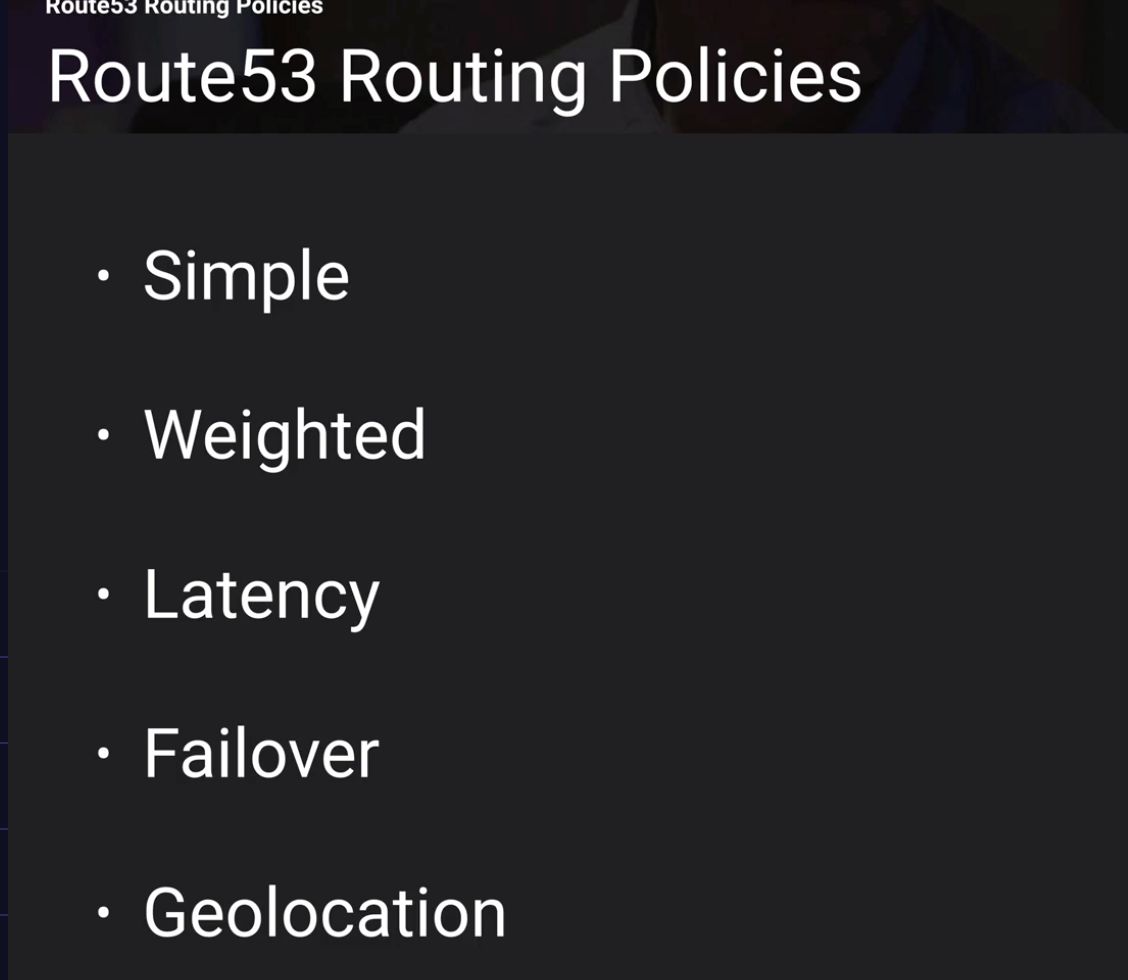 Route53 Routing Policies
Route53 Routing Policies
• Simple
• Weighted
• Latency
• Failover
• Geolocation